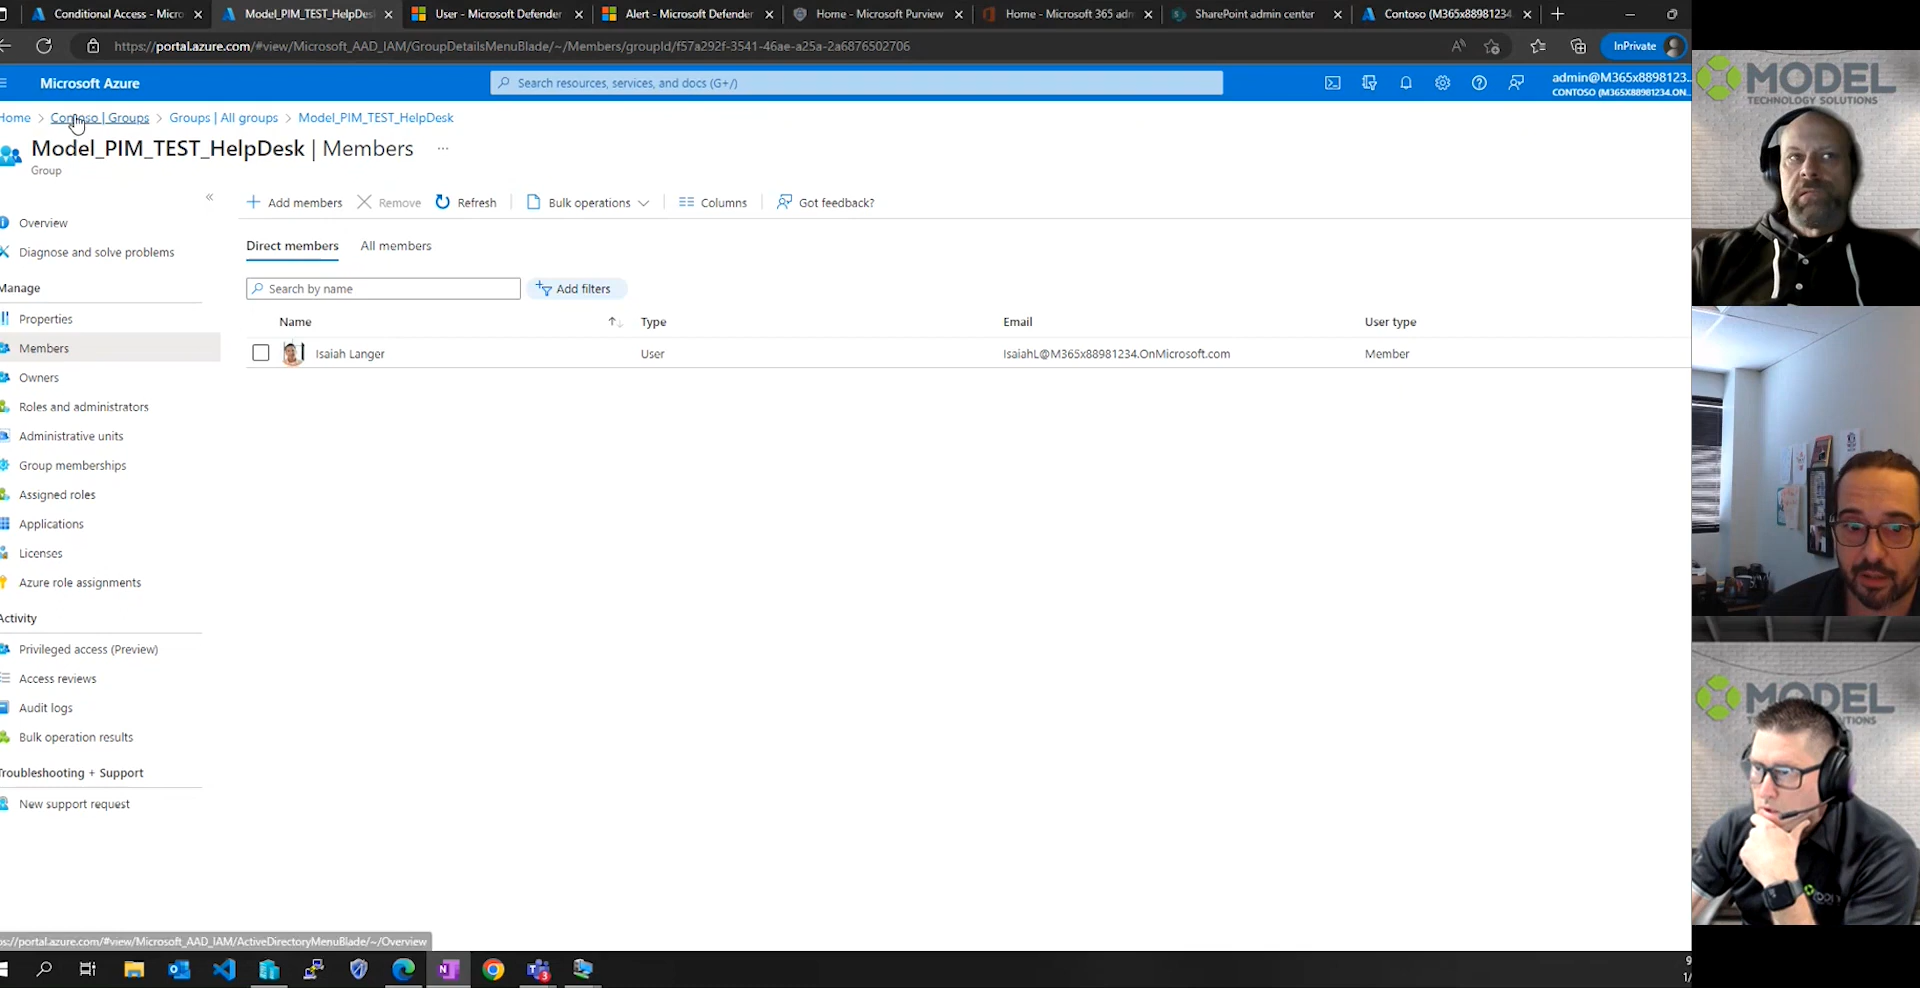 Conditional Access - Micro
Model_PIM_TEST_HelpDes
User - Microsoft Defender
Alert - Microsoft Defender
Home - Microsoft Purview
Home - Microsoft 365 adm
SharePoint admin center
Contoso (M365x88981234
https://portal.azure.com/#view/Microsoft_AAD_IAM/GroupDetailsMenuBlade/~/Members/groupId/f57a292f-3541-46ae-a25a-2a6876502706
InPrivate
Microsoft Azure
Search resources, services, and docs (G+/)
admin@M365x8898123...
CONTOSO (M365X88981234.ON...
Home > Contoso | Groups > Groups | All groups > Model_PIM_TEST_HelpDesk
Model_PIM_TEST_HelpDesk | Members ...
Group
Add members
Remove
Refresh
Bulk operations
Columns
Got feedback?
Overview
Diagnose and solve problems
Manage
Properties
Members
Owners
Roles and administrators
Administrative units
Group memberships
Assigned roles
Applications
Licenses
Azure role assignments
Activity
Privileged access (Preview)
Access reviews
Audit logs
Bulk operation results
Troubleshooting + Support
New support request
Direct members
All members
Search by name
Add filters
Name
Type
Email
User type
Isaiah Langer
User
IsaiahL@M365x88981234.OnMicrosoft.com
Member
ps://portal.azure.com/#view/Microsoft_AAD_IAM/ActiveDirectoryMenuBlade/~/Overview
MODEL
TECHNOLOGY SOLUTIONS
MODEL